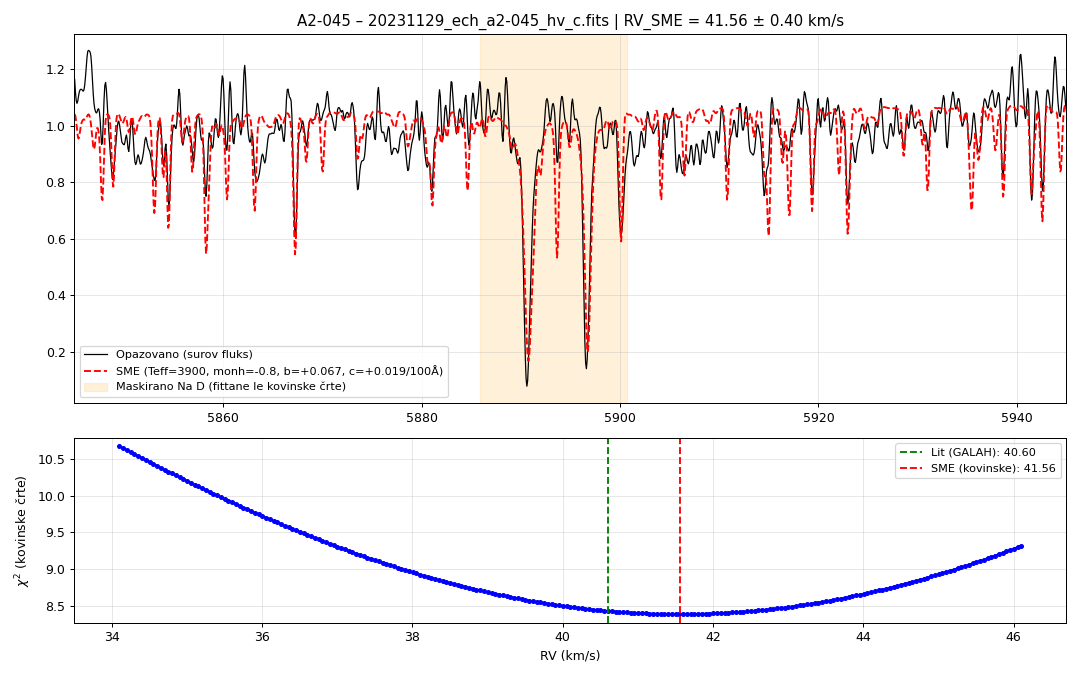 A2-045 – 20231129_ech_a2-045_hv_c.fits | RV_SME = 41.56 ± 0.40 km/s
1.2
1.0
0.8
0.6
0.4
0.2
Opazovano (surov fluks)
SME (Teff=3900, monh=-0.8, b=+0.067, c=+0.019/100Å)
Maskirano Na D (fittane le kovinske črte)
5860 5880 5900 5920 5940
χ² (kovinske črte)
10.5
10.0
9.5
9.0
8.5
Lit (GALAH): 40.60
SME (kovinske): 41.56
34 36 38 40 42 44 46
RV (km/s)